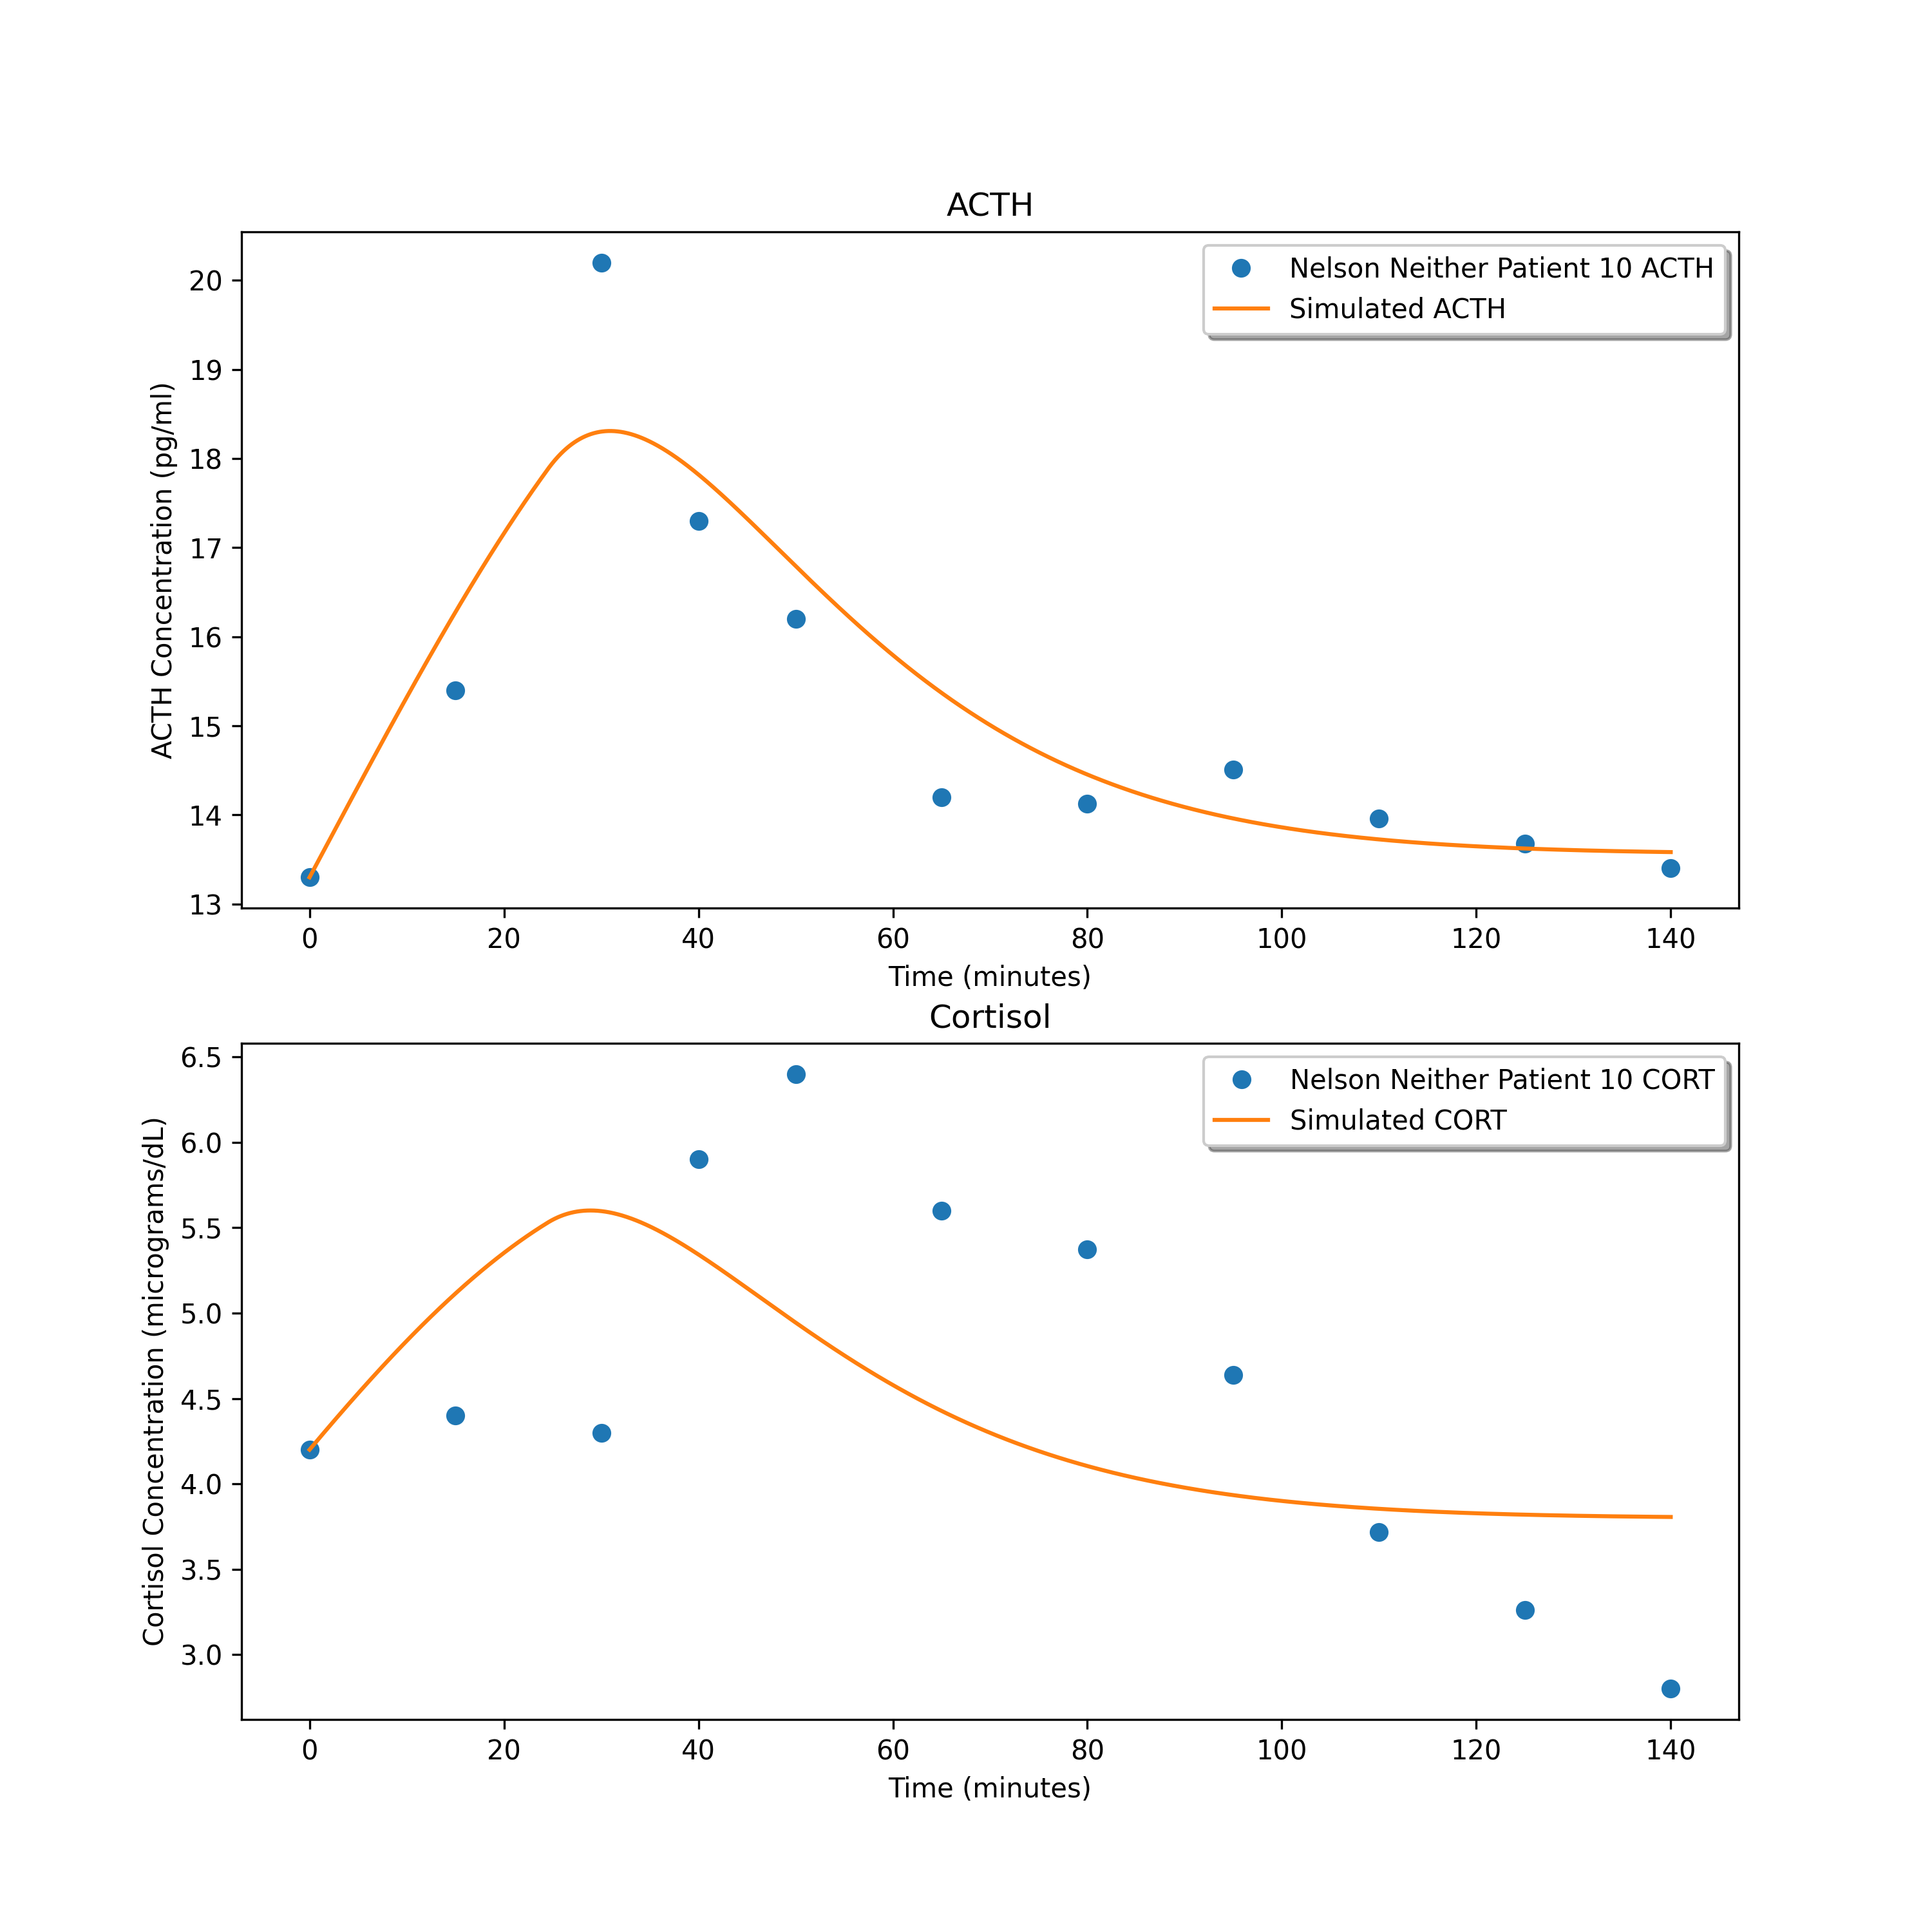 ACTH
Nelson Neither Patient 10 ACTH
Simulated ACTH
ACTH Concentration (pg/ml)
20
19
18
17
16
15
14
13
0 20 40 60 80 100 120 140
Time (minutes)
Cortisol
Nelson Neither Patient 10 CORT
Simulated CORT
Cortisol Concentration (micrograms/dL)
6.5
6.0
5.5
5.0
4.5
4.0
3.5
3.0
0 20 40 60 80 100 120 140
Time (minutes)